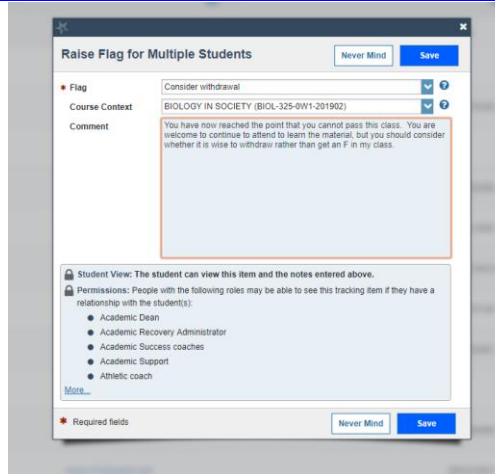 Raise Flag for Multiple Students
Never Mind
Save
* Flag
Consider withdrawal
Course Context
BIOLOGY IN SOCIETY (BIOL-325-0W1-201902)
Comment
You have now reached the point that you cannot pass this class. You are
welcome to continue to attend to learn the material, but you should consider
whether it is wise to withdraw rather than get an F in my class.
Student View: The student can view this item and the notes entered above.
Permissions: People with the following roles may be able to see this tracking item if they have a
relationship with the student(s):
Academic Dean
Academic Recovery Administrator
Academic Success coaches
Academic Support
Athletic coach
More...
* Required fields
Never Mind
Save